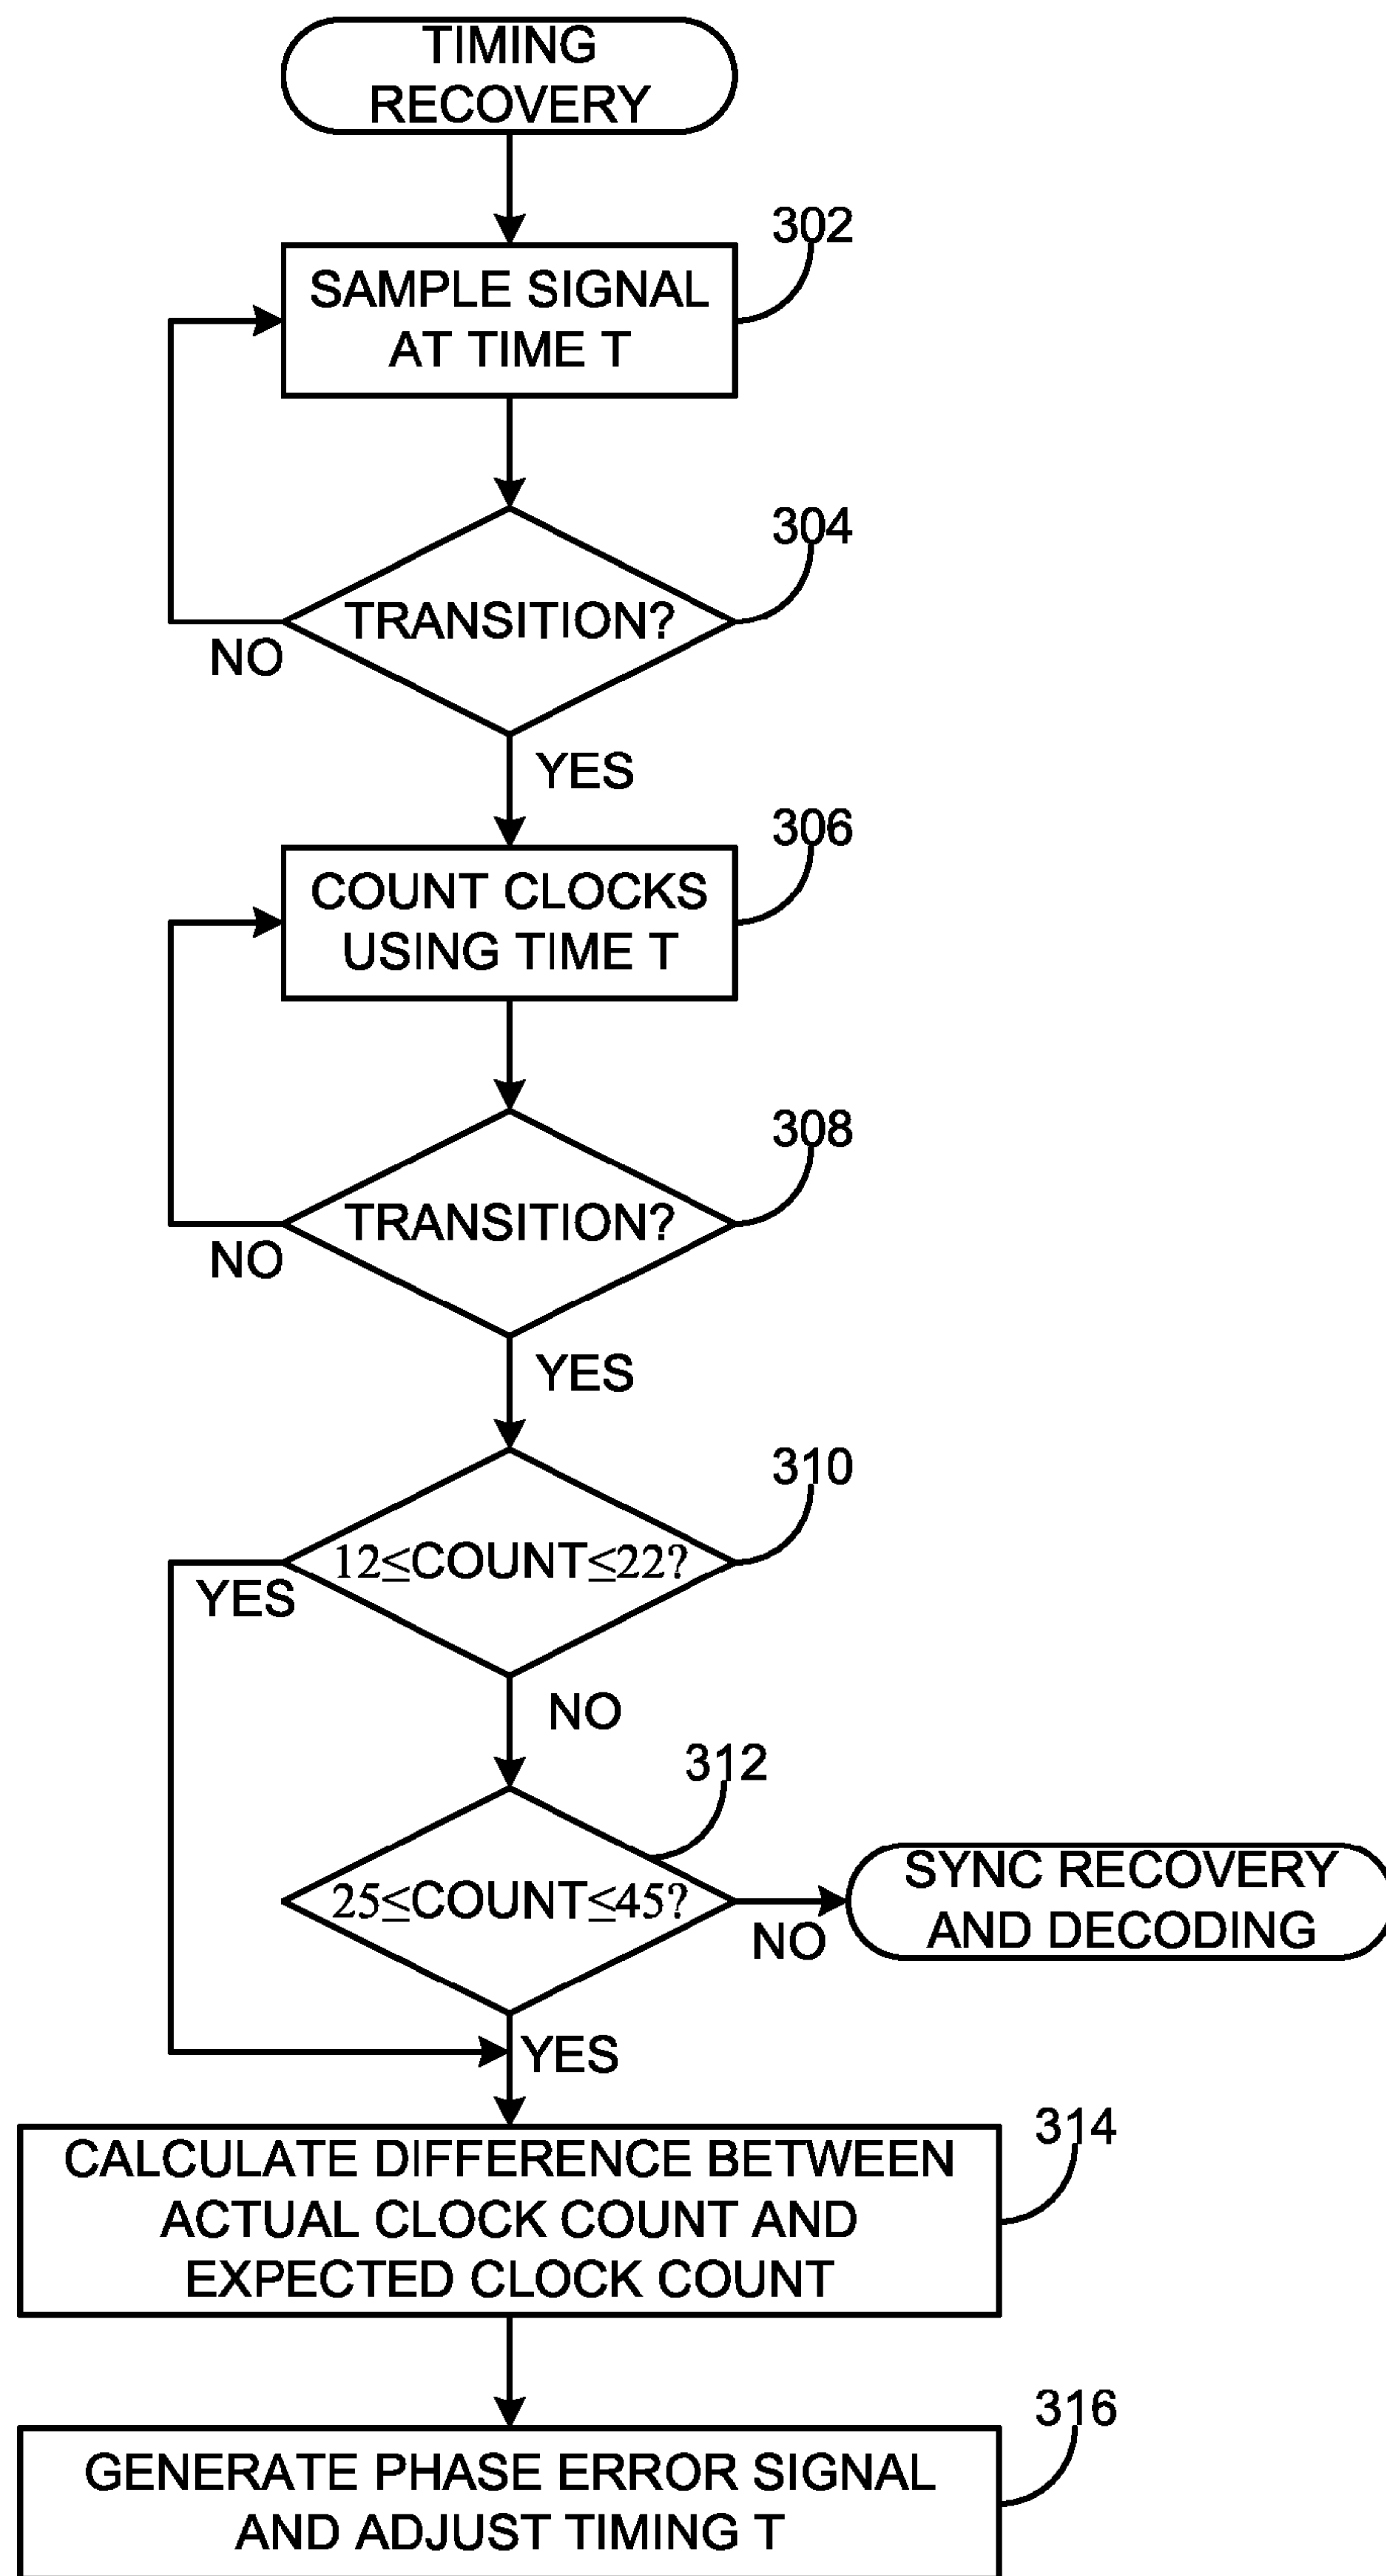 TIMING
RECOVERY
302
SAMPLE SIGNAL
AT TIME T
304
TRANSITION?
NO
YES
306
COUNT CLOCKS
USING TIME T
308
TRANSITION?
NO
YES
310
12≤COUNT≤22?
YES
NO
312
25≤COUNT≤45?
NO
SYNC RECOVERY
AND DECODING
YES
314
CALCULATE DIFFERENCE BETWEEN
ACTUAL CLOCK COUNT AND
EXPECTED CLOCK COUNT
316
GENERATE PHASE ERROR SIGNAL
AND ADJUST TIMING T